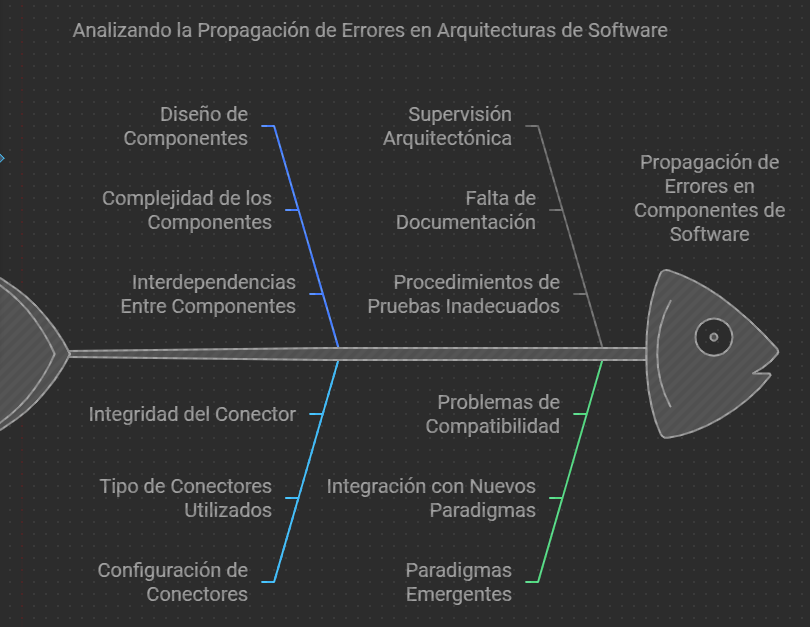 Analizando la Propagación de Errores en Arquitecturas de Software
Diseño de
Componentes
Complejidad de los
Componentes
Interdependencias
Entre Componentes
Supervisión
Arquitectónica
Falta de
Documentación
Procedimientos de
Pruebas Inadecuados
Propagación de
Errores en
Componentes de
Software
Integridad del Conector
Tipo de Conectores
Utilizados
Configuración de
Conectores
Problemas de
Compatibilidad
Integración con Nuevos
Paradigmas
Paradigmas
Emergentes